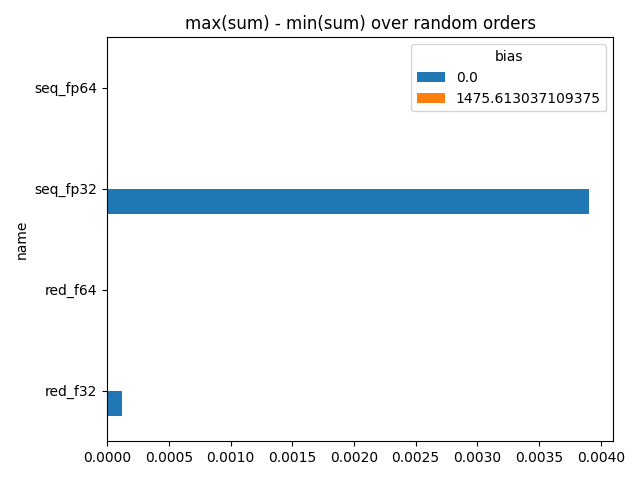 max(sum) - min(sum) over random orders
bias
0.0
1475.613037109375
seq_fp64
seq_fp32
red_f64
red_f32
name
0.0000 0.0005 0.0010 0.0015 0.0020 0.0025 0.0030 0.0035 0.0040